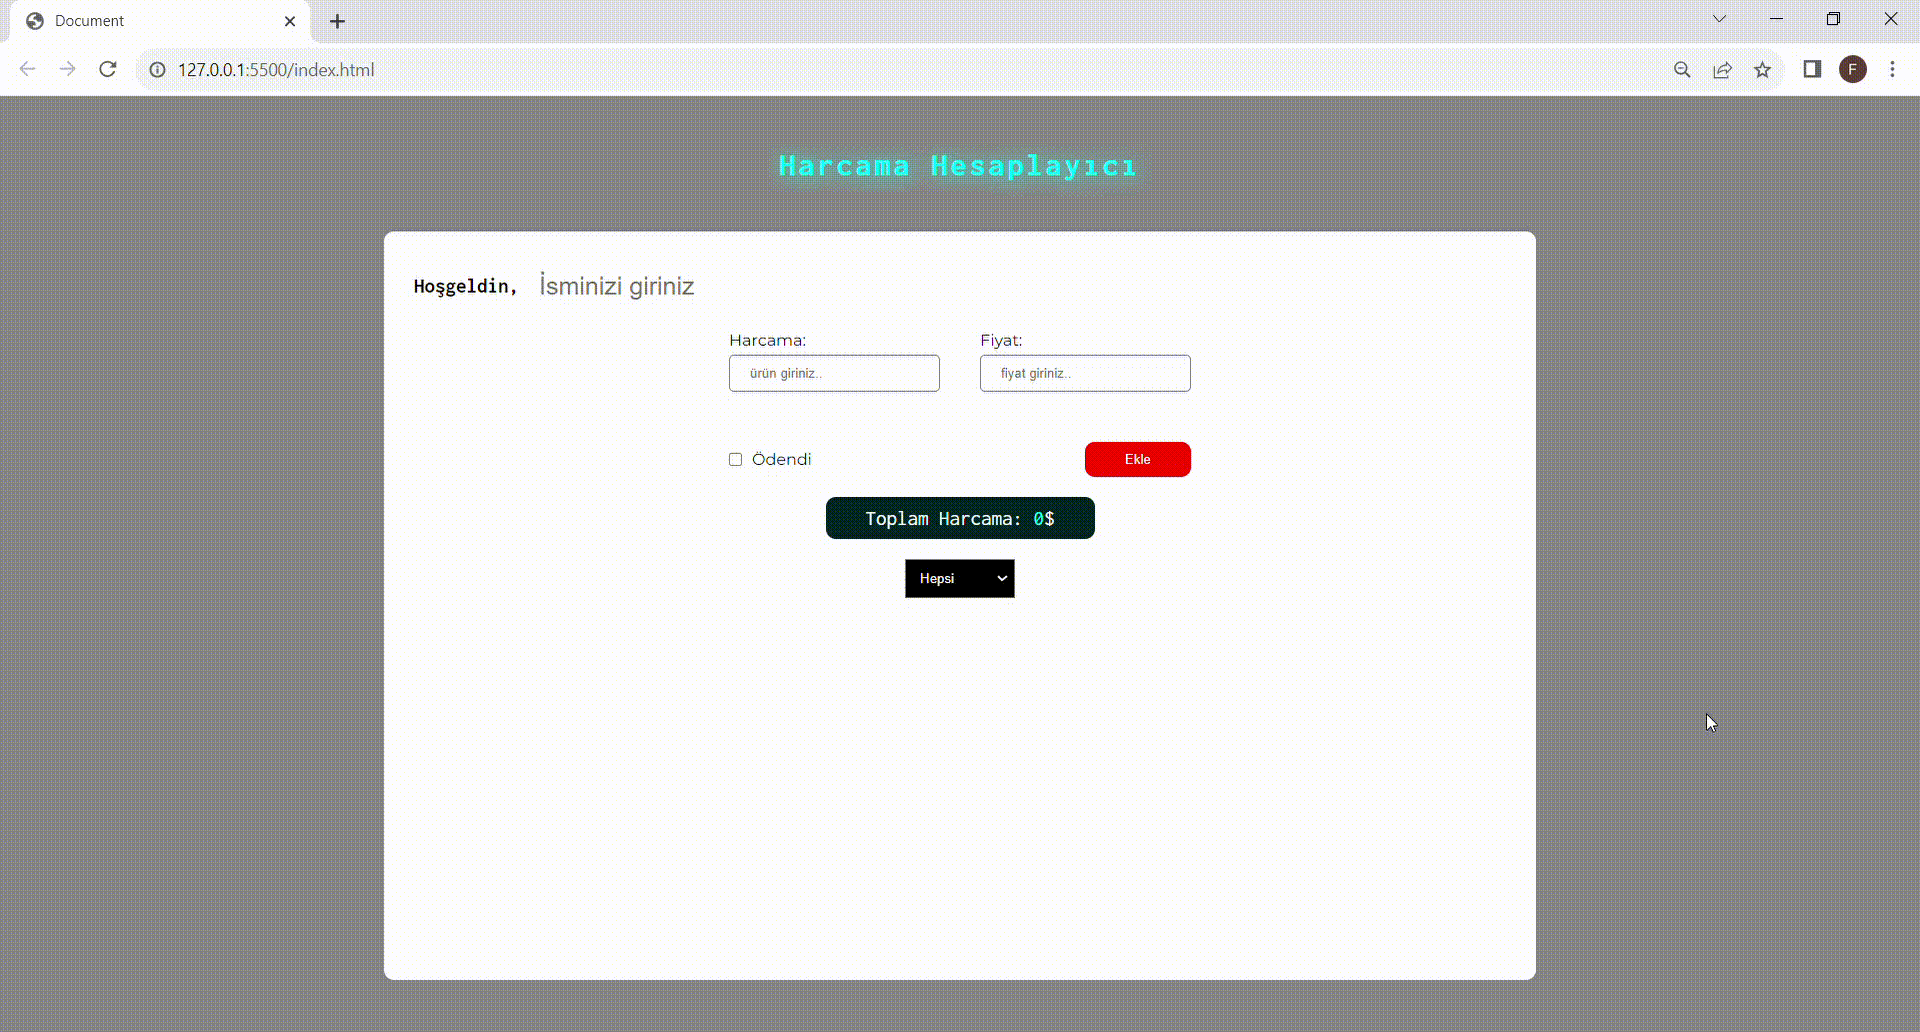 Document
127.0.0.1:5500/index.html
F
Harcama Hesaplayıcı
Hoşgeldin, İsminizi giriniz
Harcama: Fiyat:
ürün giriniz.. fiyat giriniz..
Ödendi Ekle
Toplam Harcama: 0$
Hepsi